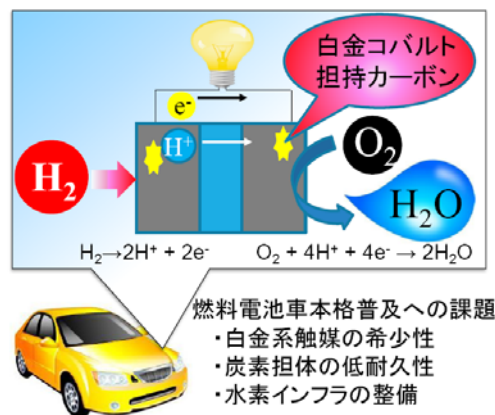 白金コバルト
担持カーボン
e⁻
H⁺
H₂
O₂
H₂O
H₂→2H⁺ + 2e⁻
O₂ + 4H⁺ + 4e⁻ → 2H₂O
燃料電池車本格普及への課題
・白金系触媒の希少性
・炭素担体の低耐久性
・水素インフラの整備